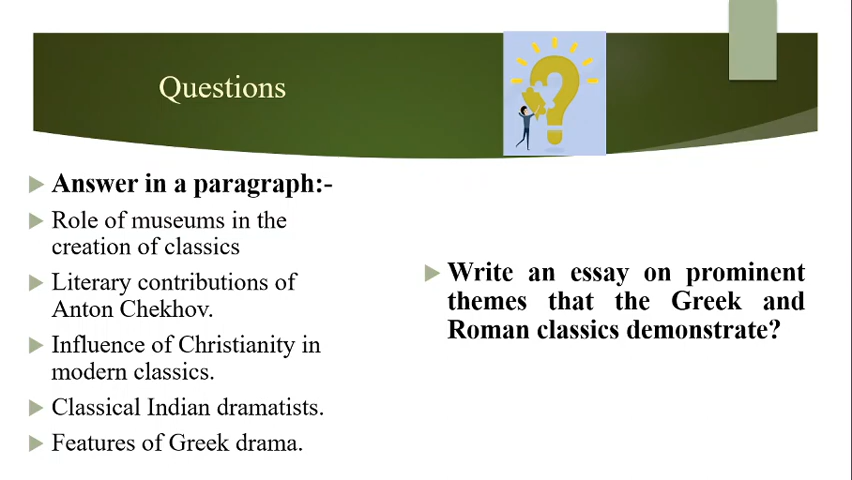 Questions
Answer in a paragraph:-
Role of museums in the
creation of classics
Literary contributions of
Anton Chekhov.
Influence of Christianity in
modern classics.
Classical Indian dramatists.
Features of Greek drama.
Write an essay on prominent
themes that the Greek and
Roman classics demonstrate?